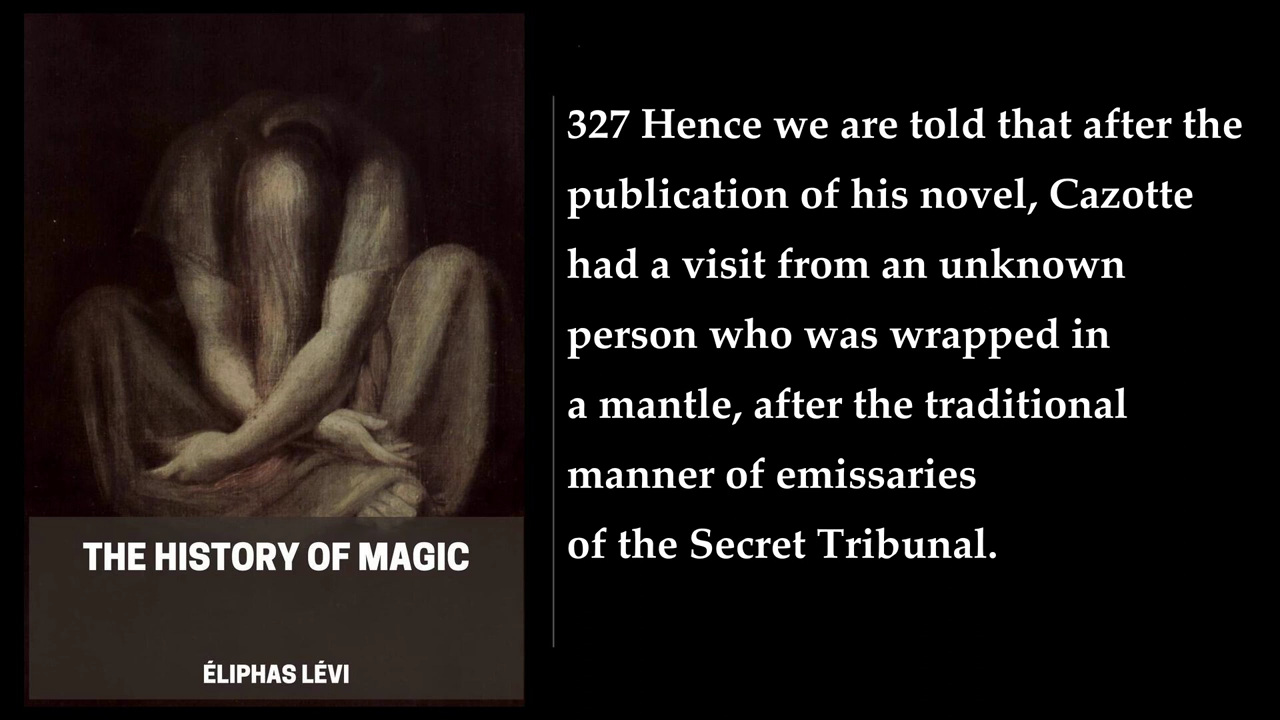 THE HISTORY OF MAGIC
ÉLIPHAS LÉVI
327 Hence we are told that after the
publication of his novel, Cazotte
had a visit from an unknown
person who was wrapped in
a mantle, after the traditional
manner of emissaries
of the Secret Tribunal.